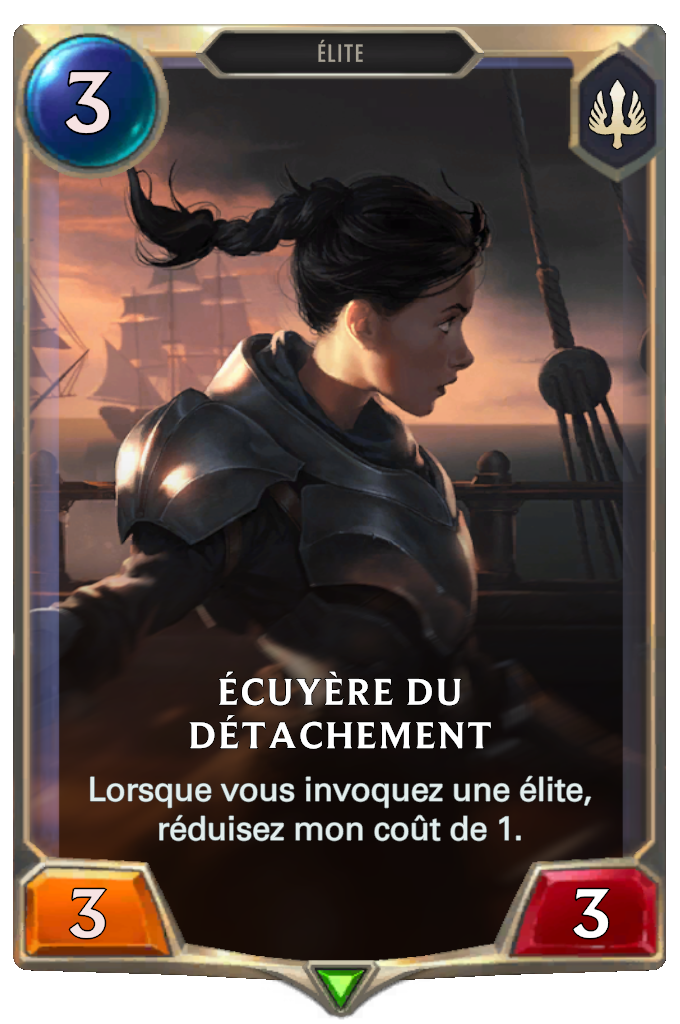 ÉLITE
3
ÉCUYÈRE DU
DÉTACHEMENT
Lorsque vous invoquez une élite,
réduisez mon coût de 1.
3
3